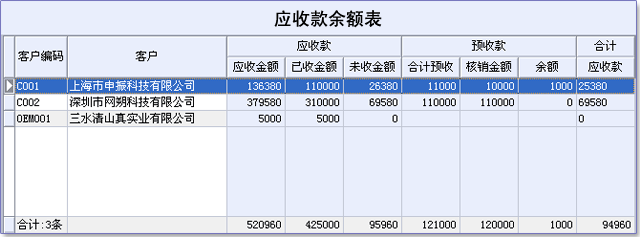 应收款余额表
客户编码 客户 应收款 预收款 合计
应收金额 已收金额 未收金额 合计预收 核销金额 余额 应收款
C001 上海市申振科技有限公司 136380 110000 26380 11000 10000 1000 25380
C002 深圳市网朔科技有限公司 379580 310000 69580 110000 110000 0 69580
OEM001 三水清山真实业有限公司 5000 5000 0 0
合计:3条 520960 425000 95960 121000 120000 1000 94960